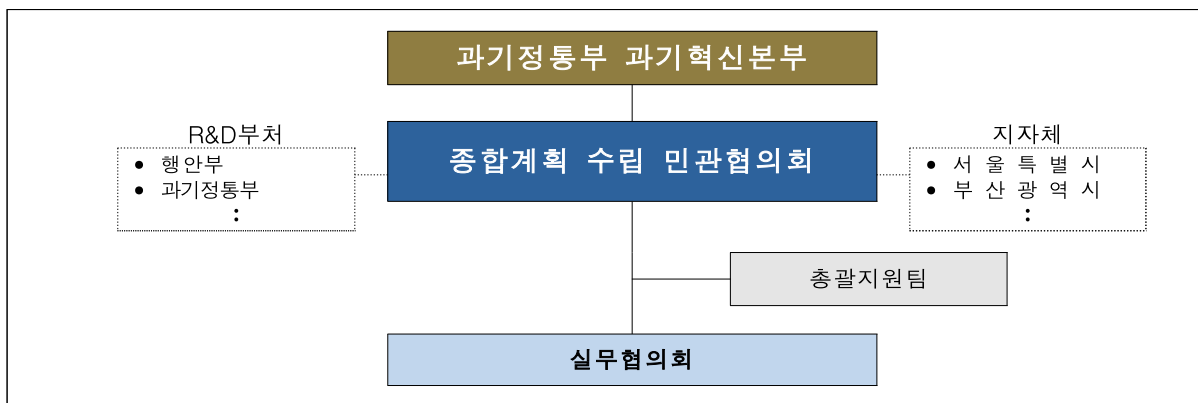 과기정통부 과기혁신본부
R&D부처
● 행안부
● 과기정통부
:
종합계획 수립 민관협의회
지자체
● 서 울 특 별 시
● 부 산 광 역 시
:
총괄지원팀
실무협의회